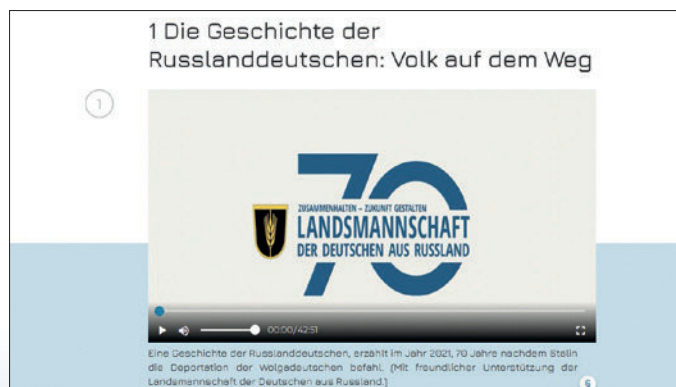 1 Die Geschichte der
Russlanddeutschen: Volk auf dem Weg
1
70
ZUSAMMENHALTEN – ZUKUNFT GESTALTEN
LANDSMANNSCHAFT
DER DEUTSCHEN AUS RUSSLAND
00:00/42:51
Eine Geschichte der Russlanddeutschen, erzählt im Jahr 2021, 70 Jahre nachdem Stalin
die Deportation der Wolgadeutschen befahl. (Mit freundlicher Unterstützung der
Landsmannschaft der Deutschen aus Russland.)